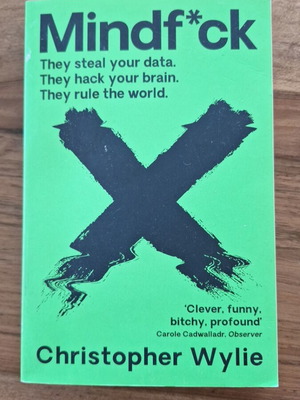 Mindf*ck
They steal your data.
They hack your brain.
They rule the world.
'Clever, funny,
bitchy, profound'
Carole Cadwalladr, Observer
Christopher Wylie